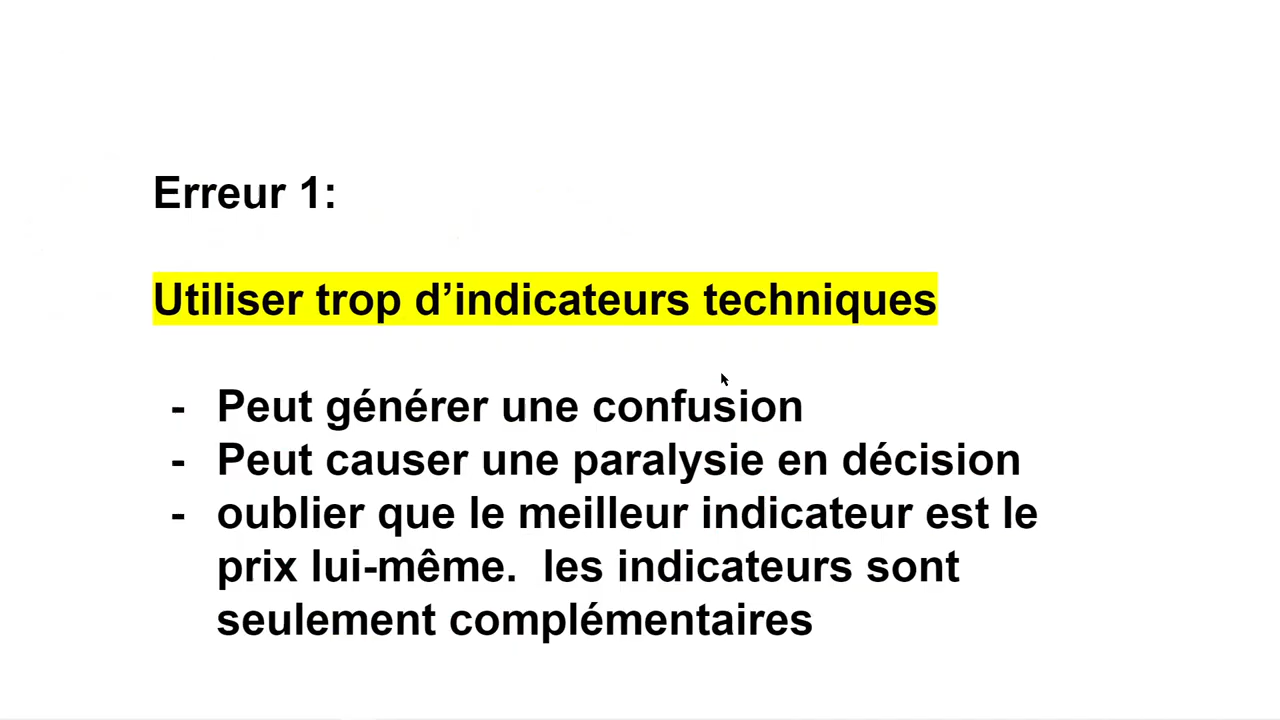 Erreur 1:
Utiliser trop d’indicateurs techniques
- Peut générer une confusion
- Peut causer une paralysie en décision
- oublier que le meilleur indicateur est le
prix lui-même.  les indicateurs sont
seulement complémentaires